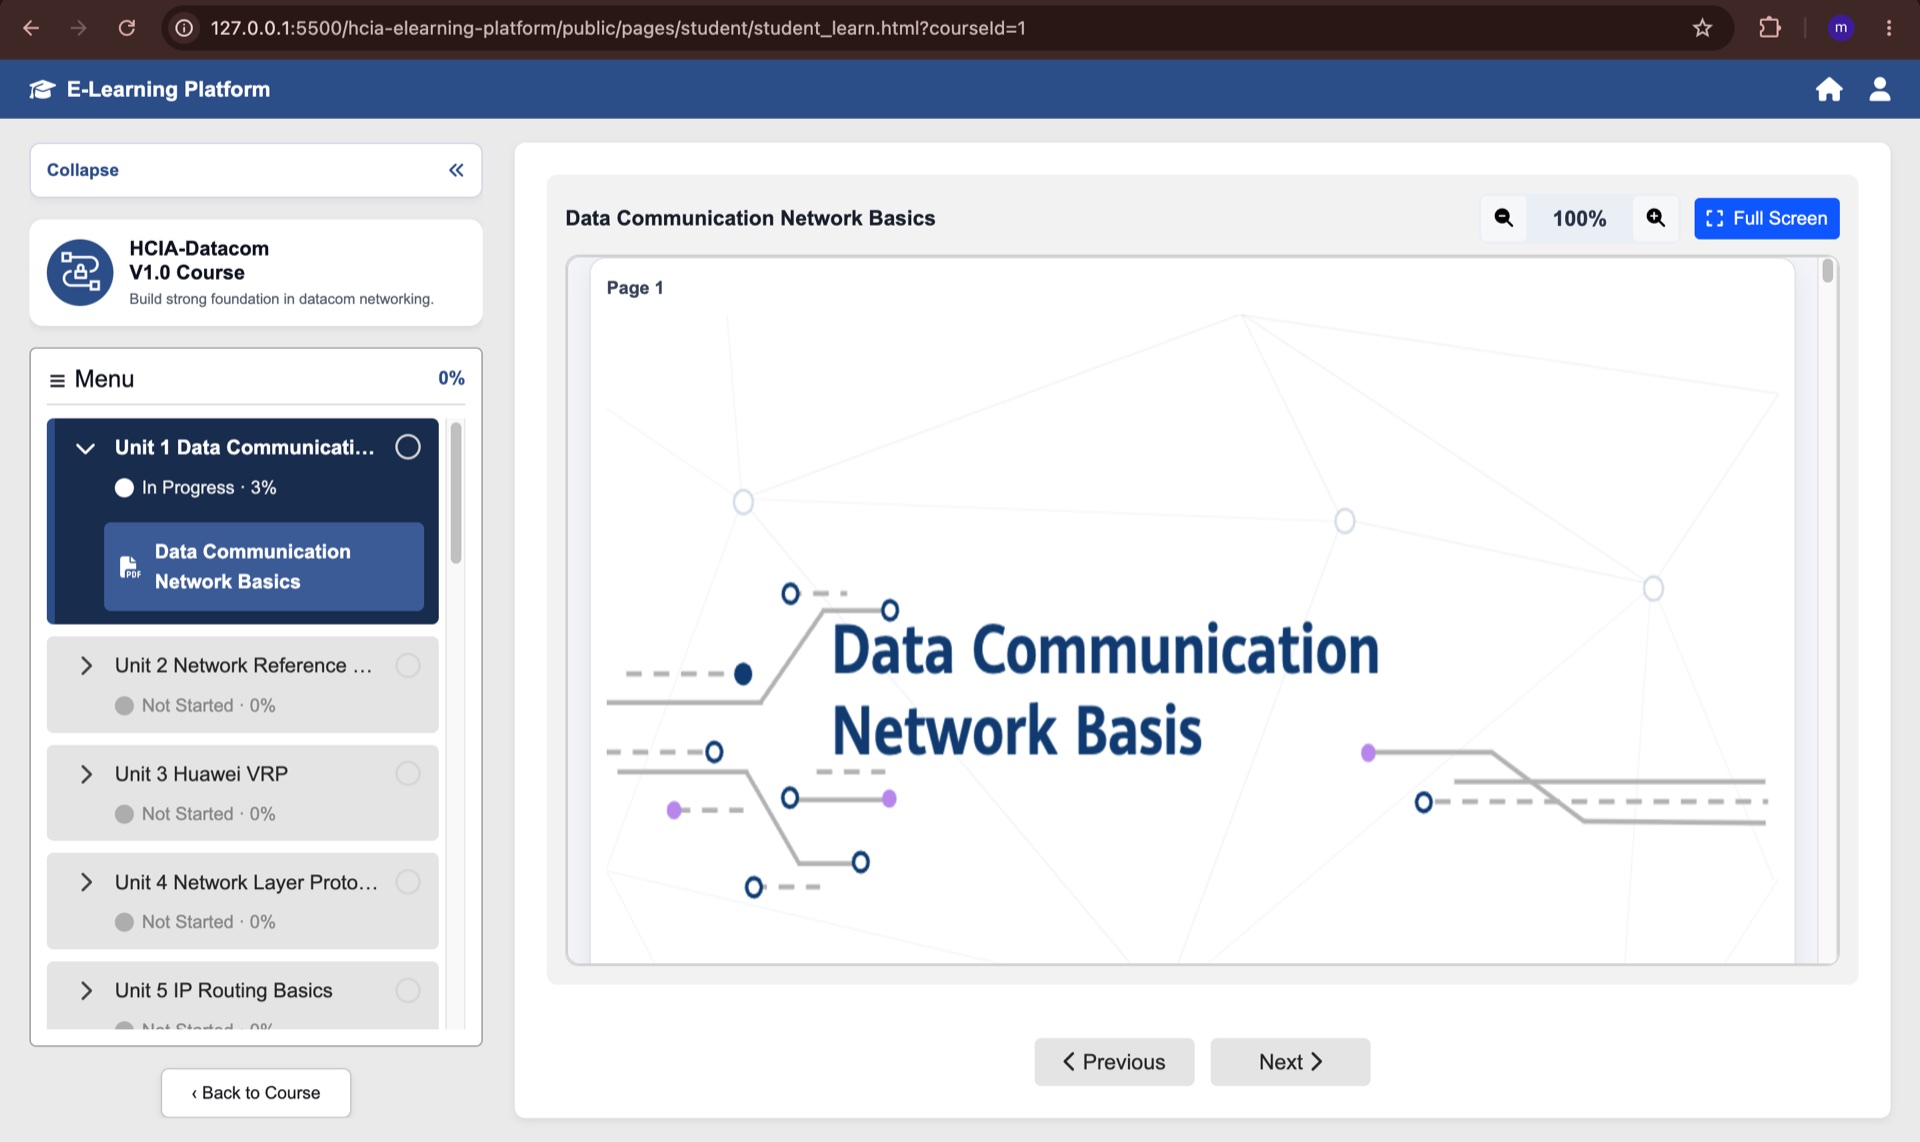 127.0.0.1:5500/hcia-elearning-platform/public/pages/student/student_learn.html?courseId=1
m
E-Learning Platform
Collapse
HCIA-Datacom
V1.0 Course
Build strong foundation in datacom networking.
Menu
0%
Unit 1 Data Communicati...
In Progress · 3%
PDF
Data Communication
Network Basics
Unit 2 Network Reference ...
Not Started · 0%
Unit 3 Huawei VRP
Not Started · 0%
Unit 4 Network Layer Proto...
Not Started · 0%
Unit 5 IP Routing Basics
Not Started · 0%
‹ Back to Course
Data Communication Network Basics
100%
Full Screen
Page 1
Data Communication
Network Basis
Previous
Next